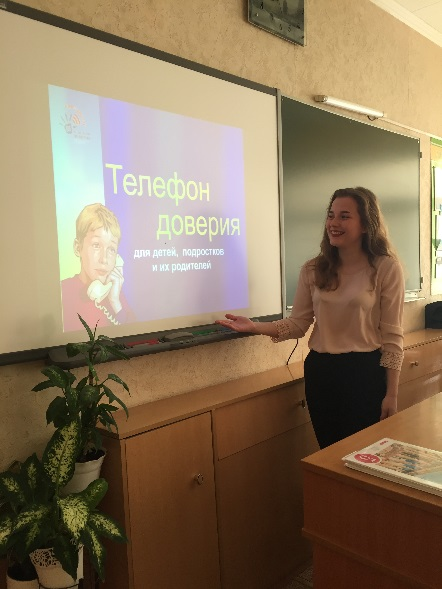 Телефон
доверия
для детей, подростков
и их родителей